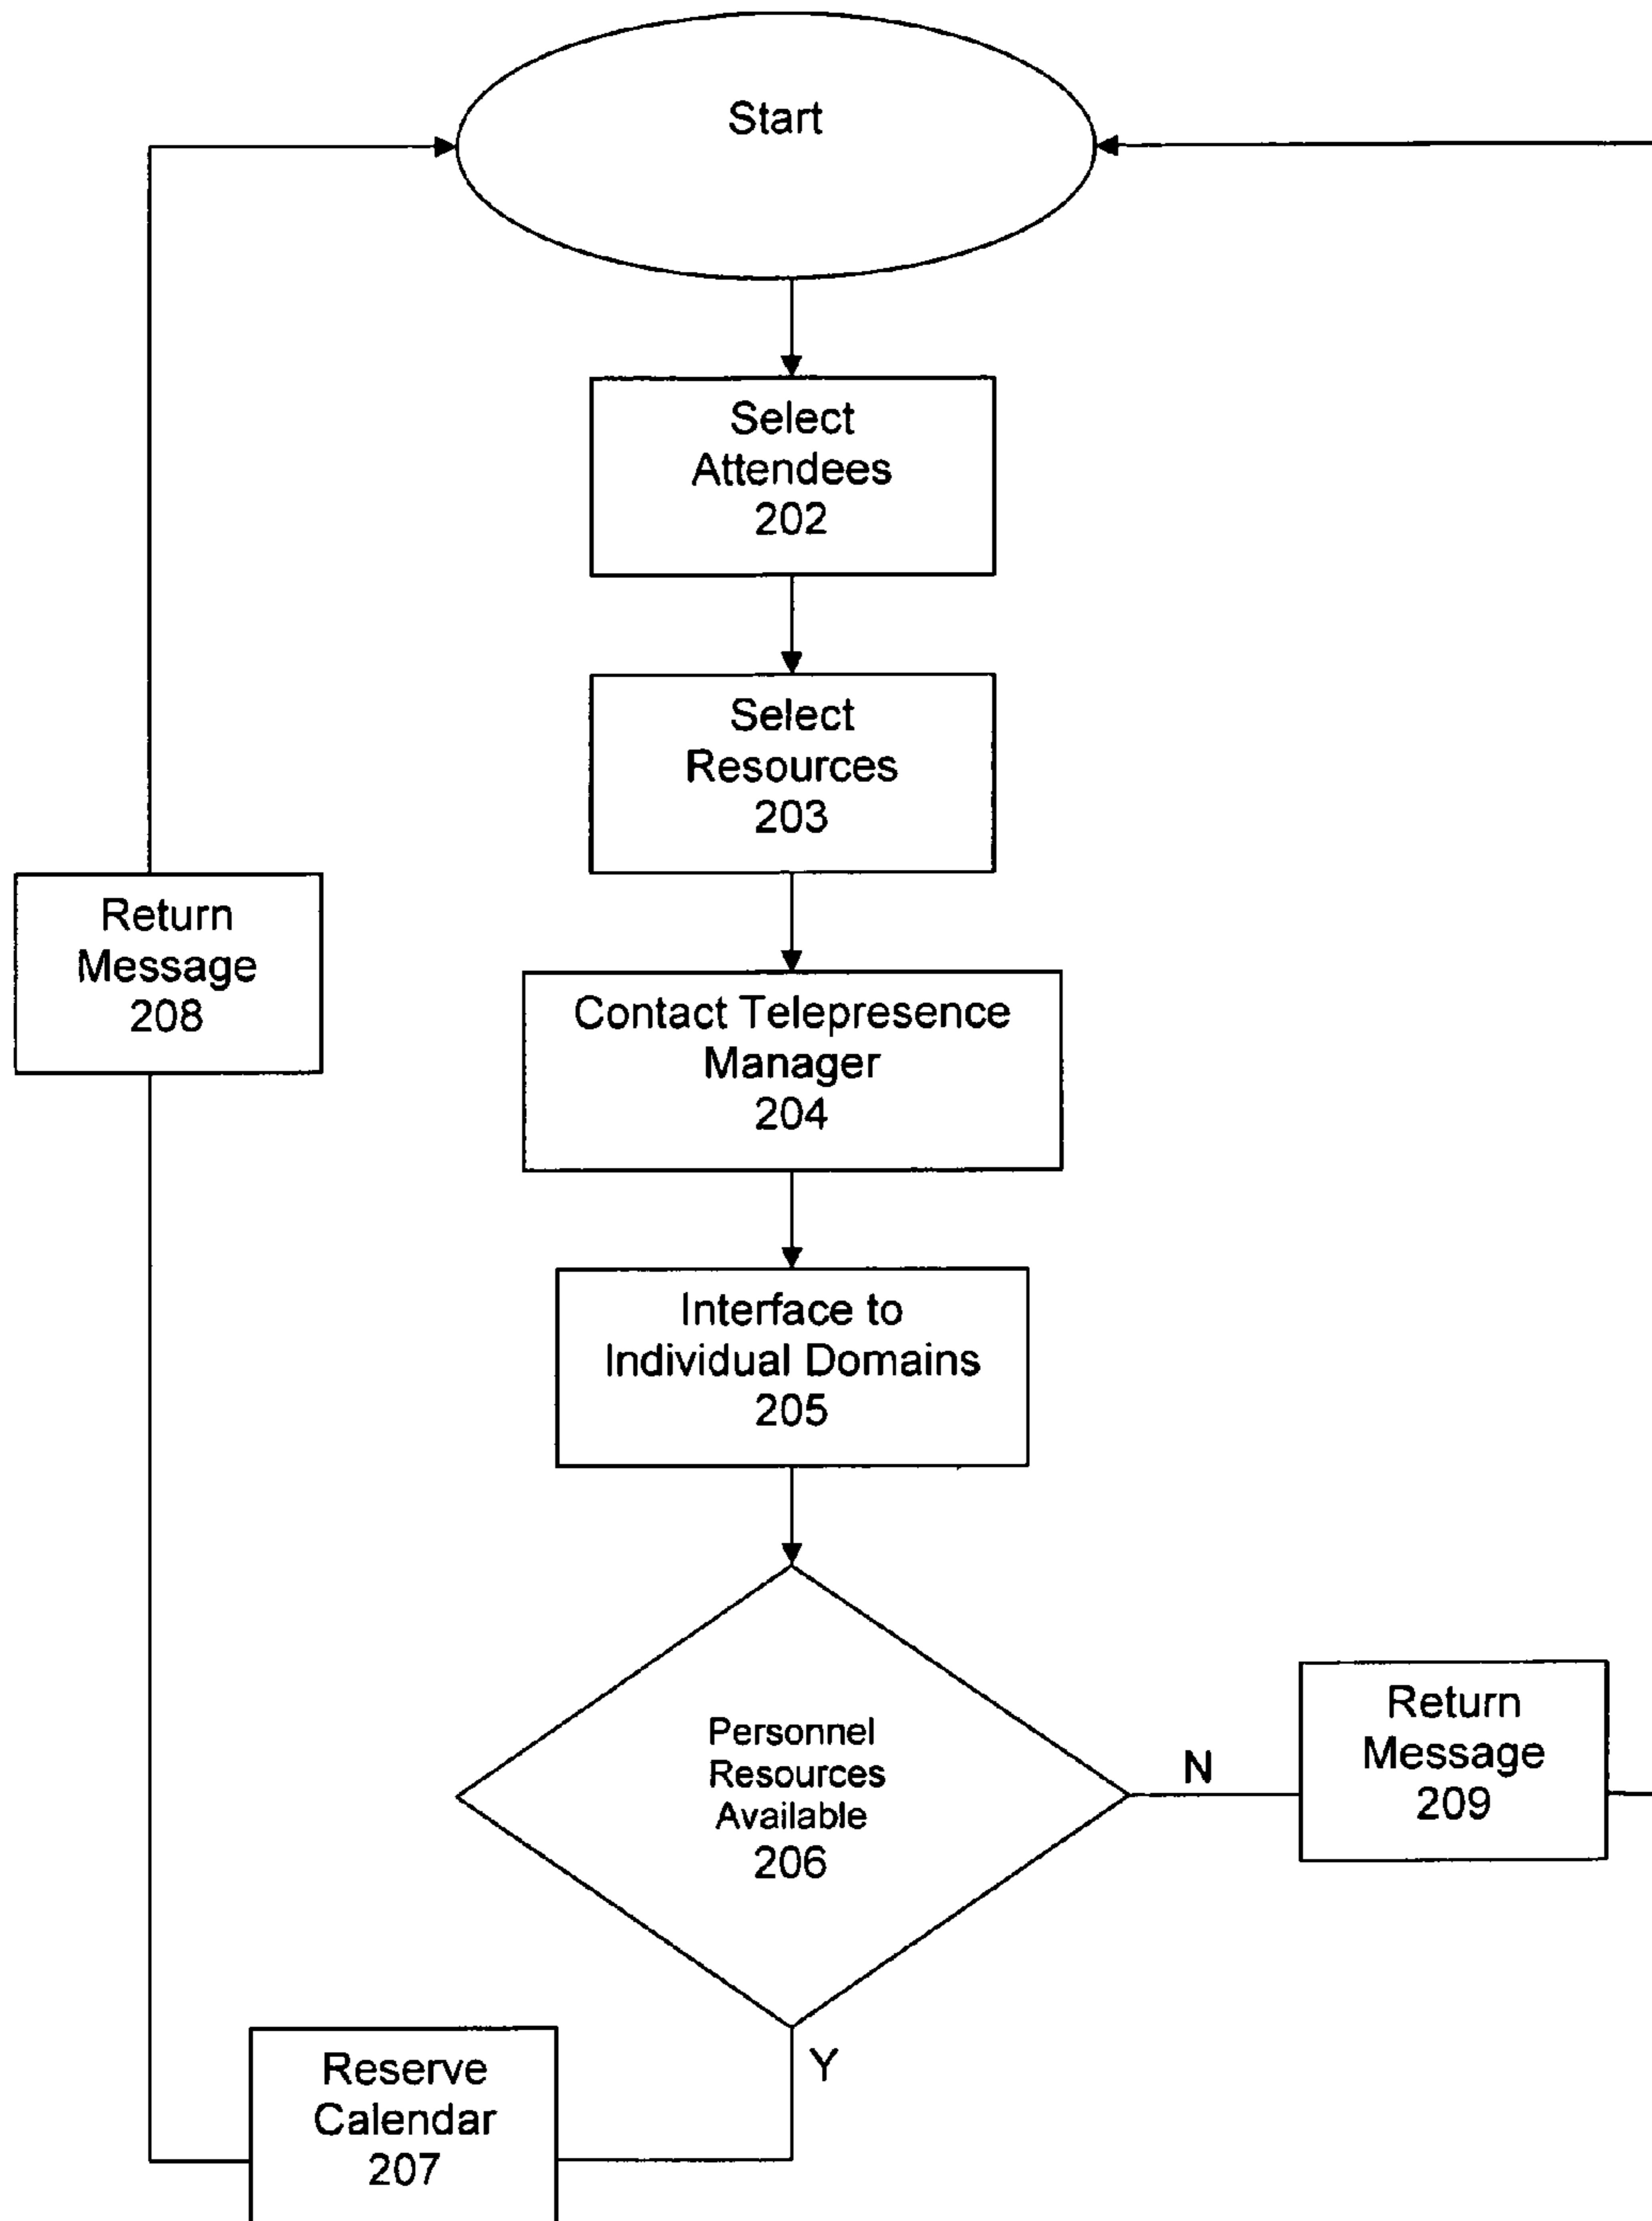 Start
Select
Attendees
202
Select
Resources
203
Return
Message
208
Contact Telepresence
Manager
204
Interface to
Individual Domains
205
Personnel
Resources
Available
206
N
Return
Message
209
Y
Reserve
Calendar
207